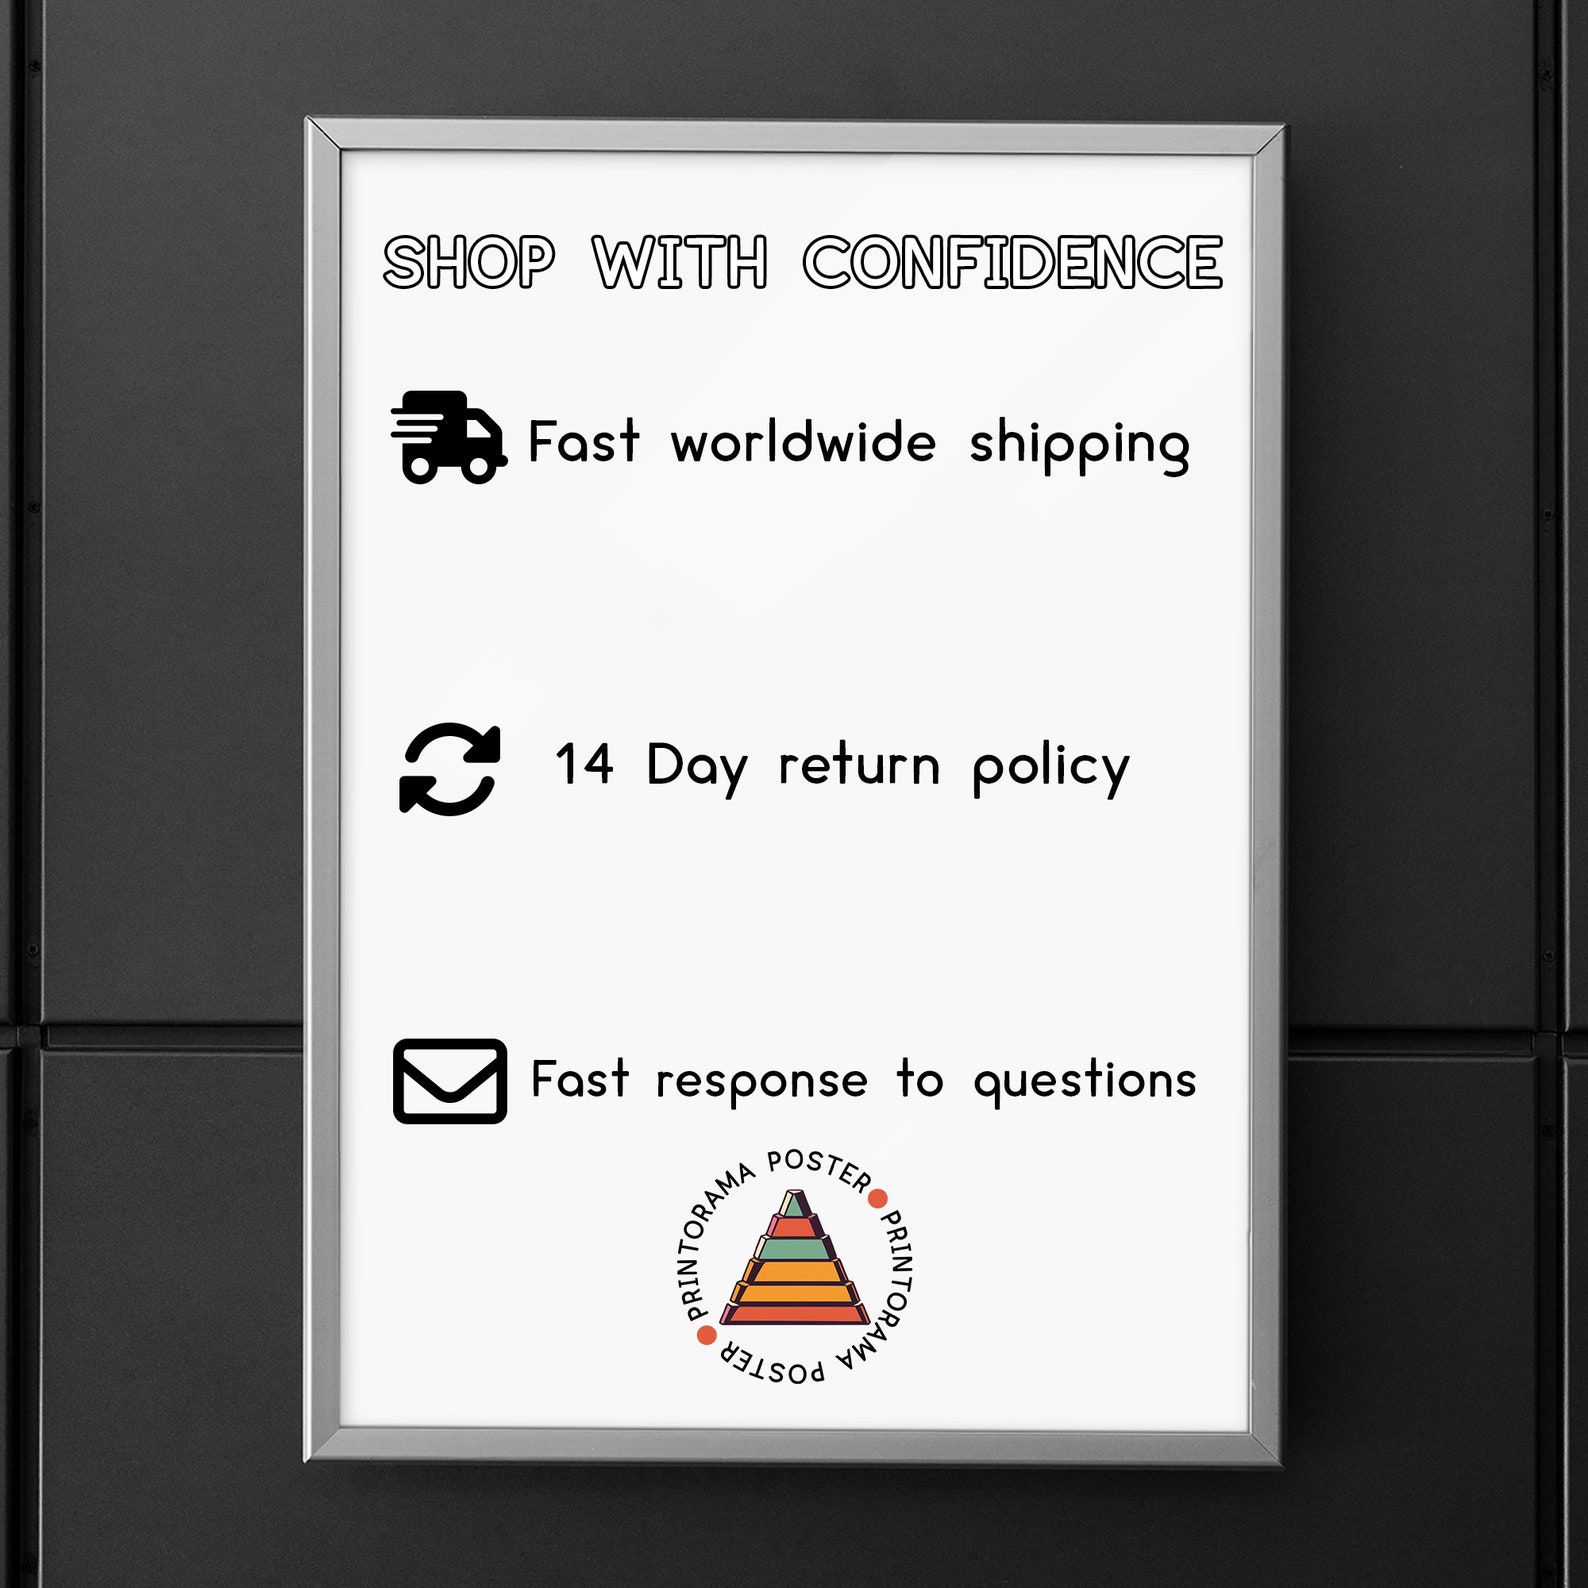 SHOP WITH CONFIDENCE
Fast worldwide shipping
14 Day return policy
Fast response to questions
PRINTORAMA POSTER
PRINTORAMA POSTER